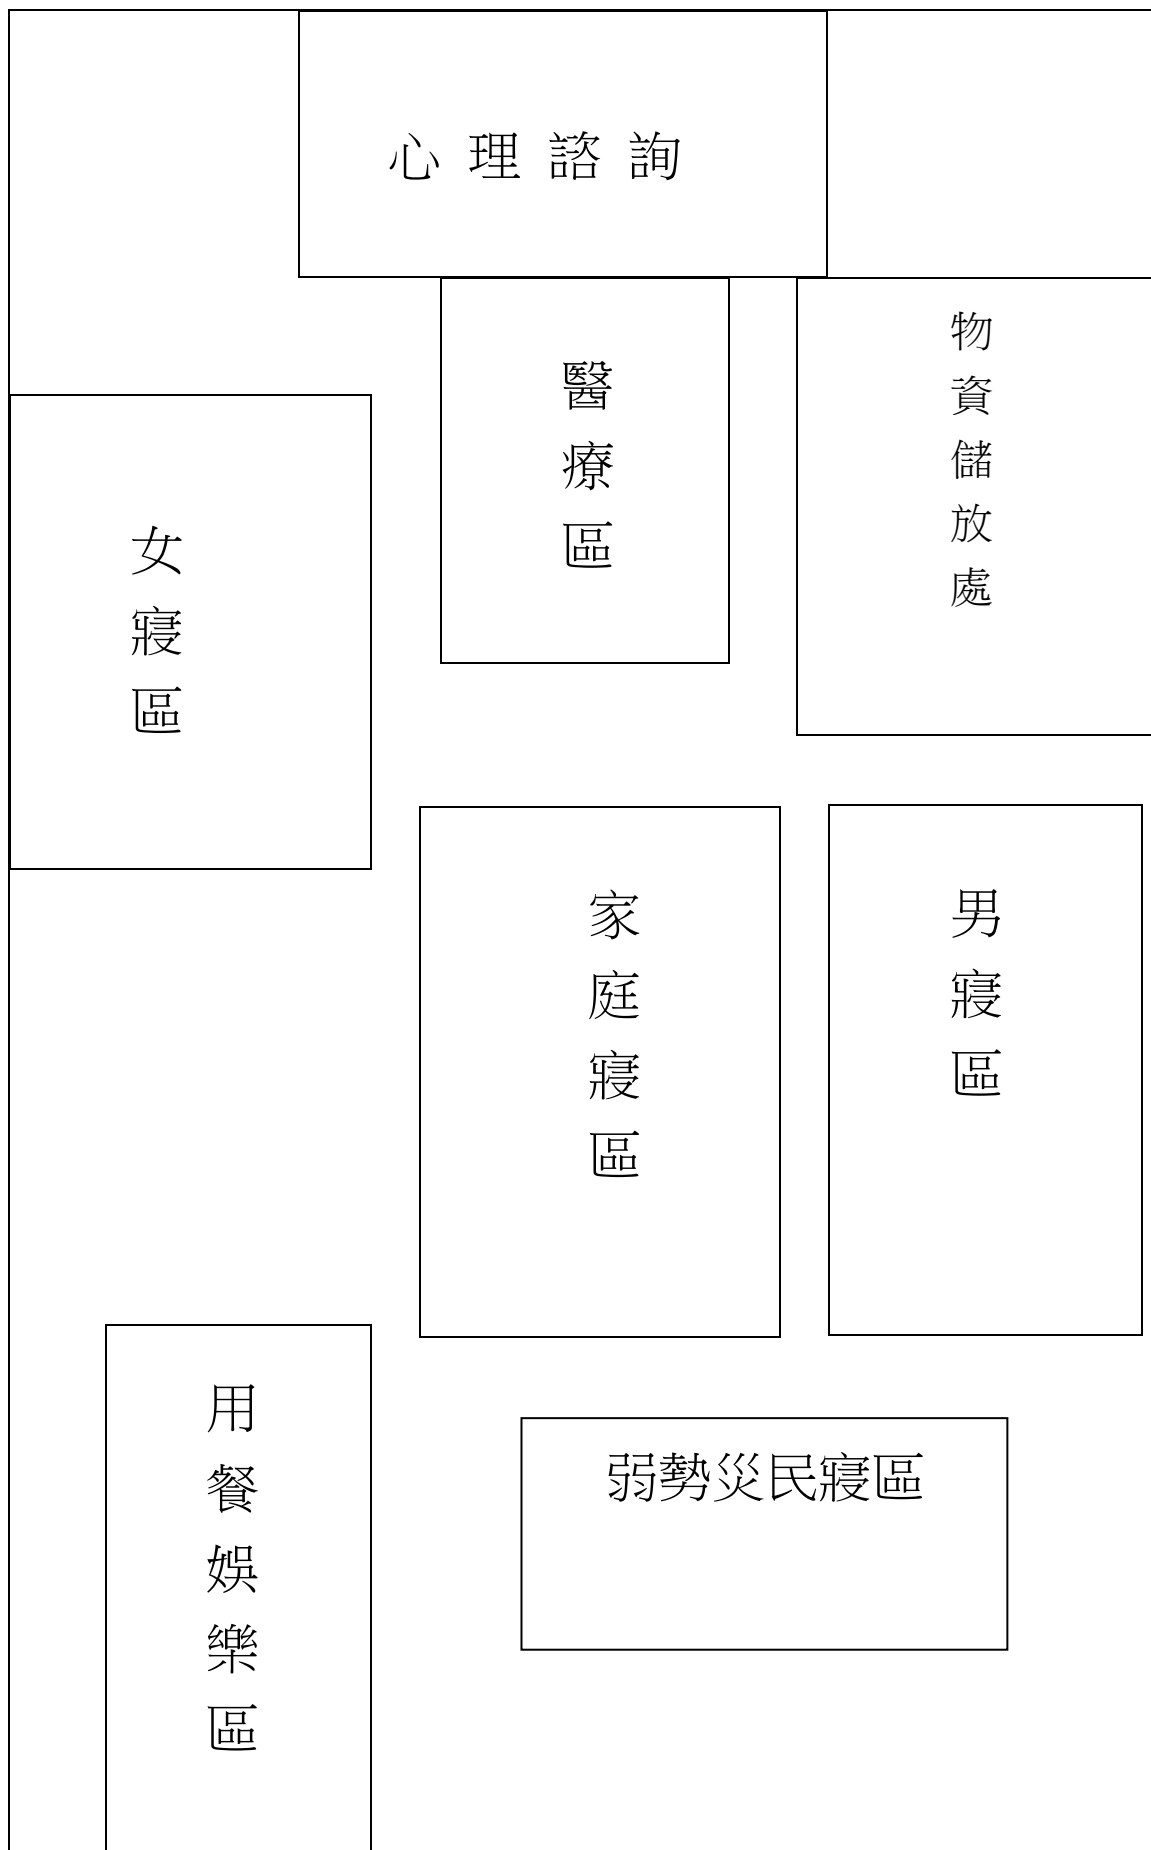 心理諮詢
醫療區
物資儲放處
女寢區
家庭寢區
男寢區
用餐娛樂區
弱勢災民寢區